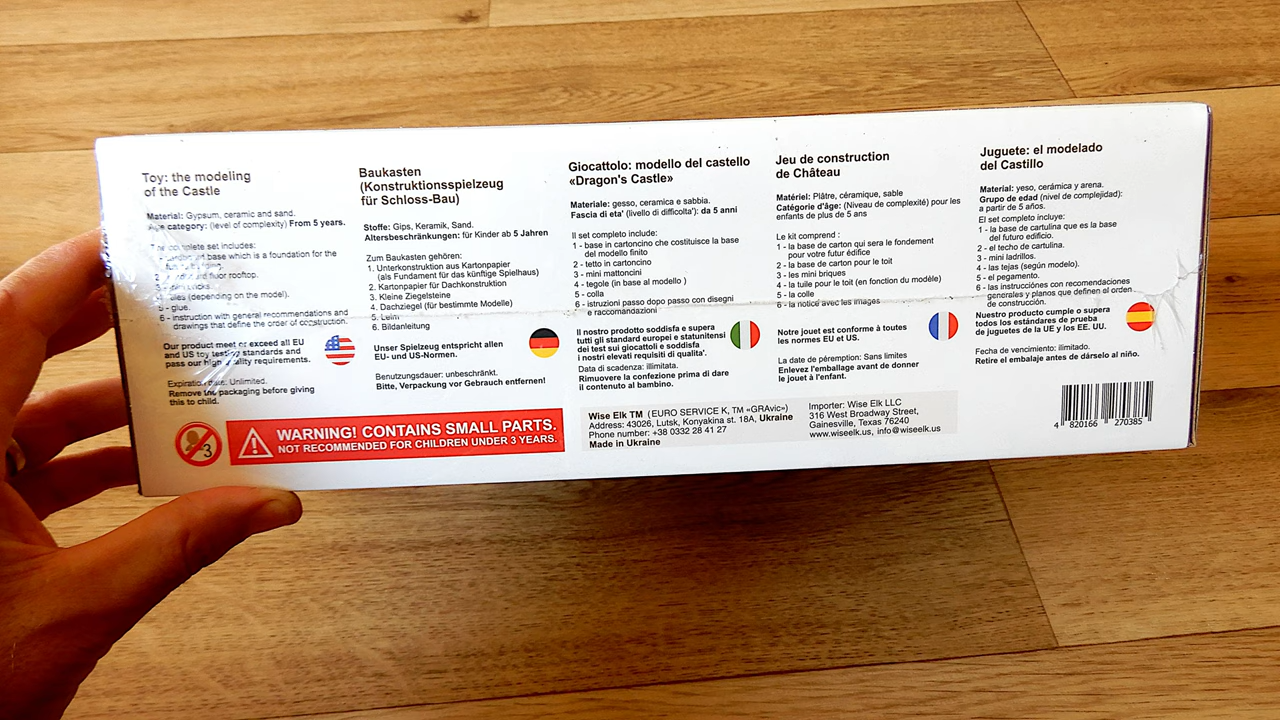 Toy: the modeling
of the Castle
Material: Gypsum, ceramic and sand.
Age category: (level of complexity) From 5 years.
The complete set includes:
base which is a foundation for the
rooftop.
(depending on the model).
5 - glue.
6 - instruction with general recommendations and
drawings that define the order of construction.
Our product meet or exceed all EU
and US toy testing standards and
pass our high quality requirements.
Expiration date: Unlimited.
Remove the packaging before giving
this to child.
Baukasten
(Konstruktionsspielzeug
für Schloss-Bau)
Stoffe: Gips, Keramik, Sand.
Altersbeschränkungen: für Kinder ab 5 Jahren
Zum Baukasten gehören:
1. Unterkonstruktion aus Kartonpapier
(als Fundament für das künftige Spielhaus)
2. Kartonpapier für Dachkonstruktion
3. Kleine Ziegelsteine
4. Dachziegel (für bestimmte Modelle)
5. Leim
6. Bildanleitung
Unser Spielzeug entspricht allen
EU- und US-Normen.
Benutzungsdauer: unbeschränkt.
Bitte, Verpackung vor Gebrauch entfernen!
Giocattolo: modello del castello
«Dragon's Castle»
Materiale: gesso, ceramica e sabbia.
Fascia di eta' (livello di difficolta'): da 5 anni
Il set completo include:
1 - base in cartoncino che costituisce la base
del modello finito
2 - tetto in cartoncino
3 - mini mattoncini
4 - tegole (in base al modello )
5 - colla
6 - istruzioni passo dopo passo con disegni
e raccomandazioni
Il nostro prodotto soddisfa e supera
tutti gli standard europei e statunitensi
dei test sui giocattoli e soddisfa
i nostri elevati requisiti di qualita'.
Data di scadenza: illimitata.
Rimuovere la confezione prima di dare
il contenuto al bambino.
Jeu de construction
de Château
Matériel: Plâtre, céramique, sable
Catégorie d'âge: (Niveau de complexité) pour les
enfants de plus de 5 ans
Le kit comprend :
1 - la base de carton qui sera le fondement
pour votre futur édifice
2 - la base de carton pour le toit
3 - les mini briques
4 - la tuile pour le toit (en fonction du modèle)
5 - la colle
6 - la notice avec les images
Notre jouet est conforme à toutes
les normes EU et US.
La date de péremption: Sans limites
Enlevez l'emballage avant de donner
le jouet à l'enfant.
Juguete: el modelado
del Castillo
Material: yeso, cerámica y arena.
Grupo de edad (nivel de complejidad):
a partir de 5 años.
El set completo incluye:
1 - la base de cartulina que es la base
del futuro edificio.
2 - el techo de cartulina.
3 - mini ladrillos.
4 - las tejas (según modelo).
5 - el pegamento.
6 - las instrucciónes con recomendaciones
generales y planos que definen el orden
de construcción.
Nuestro producto cumple o supera
todos los estándares de prueba
de juguetes de la UE y los EE. UU.
Fecha de vencimiento: ilimitado.
Retire el embalaje antes de dárselo al niño.
3
WARNING! CONTAINS SMALL PARTS.
NOT RECOMMENDED FOR CHILDREN UNDER 3 YEARS.
Wise Elk TM (EURO SERVICE K, TM «GRAvic»)
Address: 43026, Lutsk, Konyakina st. 18A, Ukraine
Phone number: +38 0332 28 41 27
Made in Ukraine
Importer: Wise Elk LLC
316 West Broadway Street,
Gainesville, Texas 76240
www.wiseelk.us, info@wiseelk.us
4 820166 270385